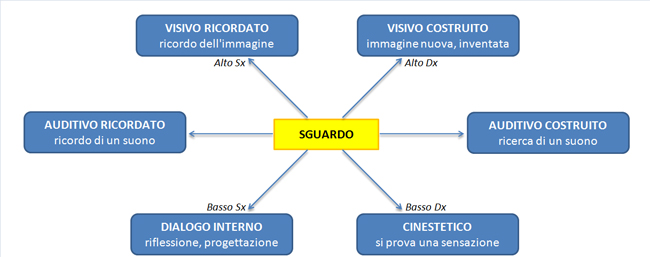 VISIVO RICORDATO
ricordo dell'immagine
VISIVO COSTRUITO
immagine nuova, inventata
Alto Sx
Alto Dx
AUDITIVO RICORDATO
ricordo di un suono
SGUARDO
AUDITIVO COSTRUITO
ricerca di un suono
Basso Sx
Basso Dx
DIALOGO INTERNO
riflessione, progettazione
CINESTETICO
si prova una sensazione